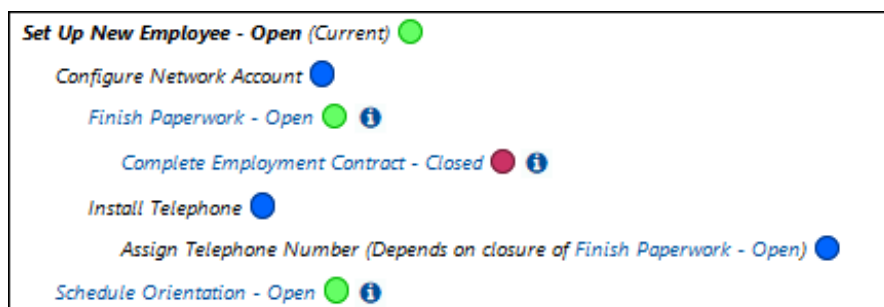 Set Up New Employee - Open (Current)
Configure Network Account
Finish Paperwork - Open
Complete Employment Contract - Closed
Install Telephone
Assign Telephone Number (Depends on closure of Finish Paperwork - Open)
Schedule Orientation - Open